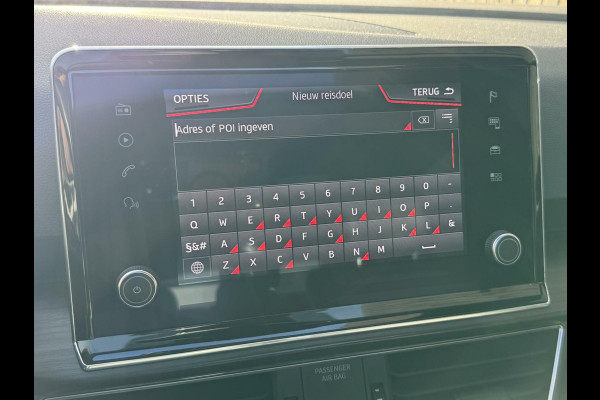 OPTIES Nieuw reisdoel TERUG
Adres of POI ingeven
1 2 3 4 5 6 7 8 9 0 -
Q W E R T Y U I O P .
§&# A S D F G H J K L &
Z X C V B N M
PASSENGER
AIR BAG